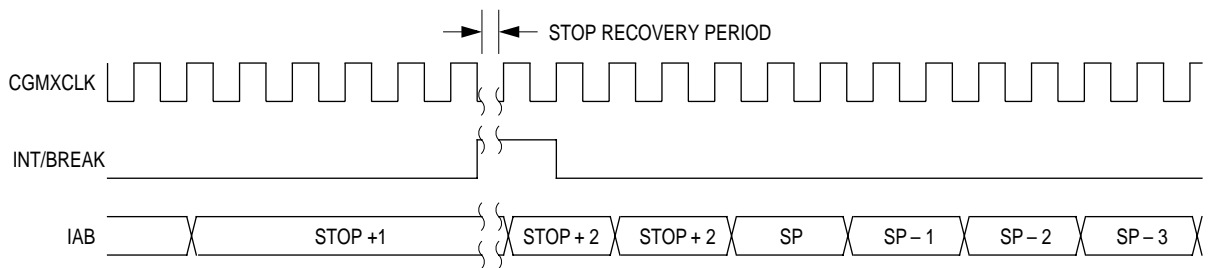 STOP RECOVERY PERIOD
CGMXCLK
INT/BREAK
IAB STOP +1 STOP + 2 STOP + 2 SP SP – 1 SP – 2 SP – 3